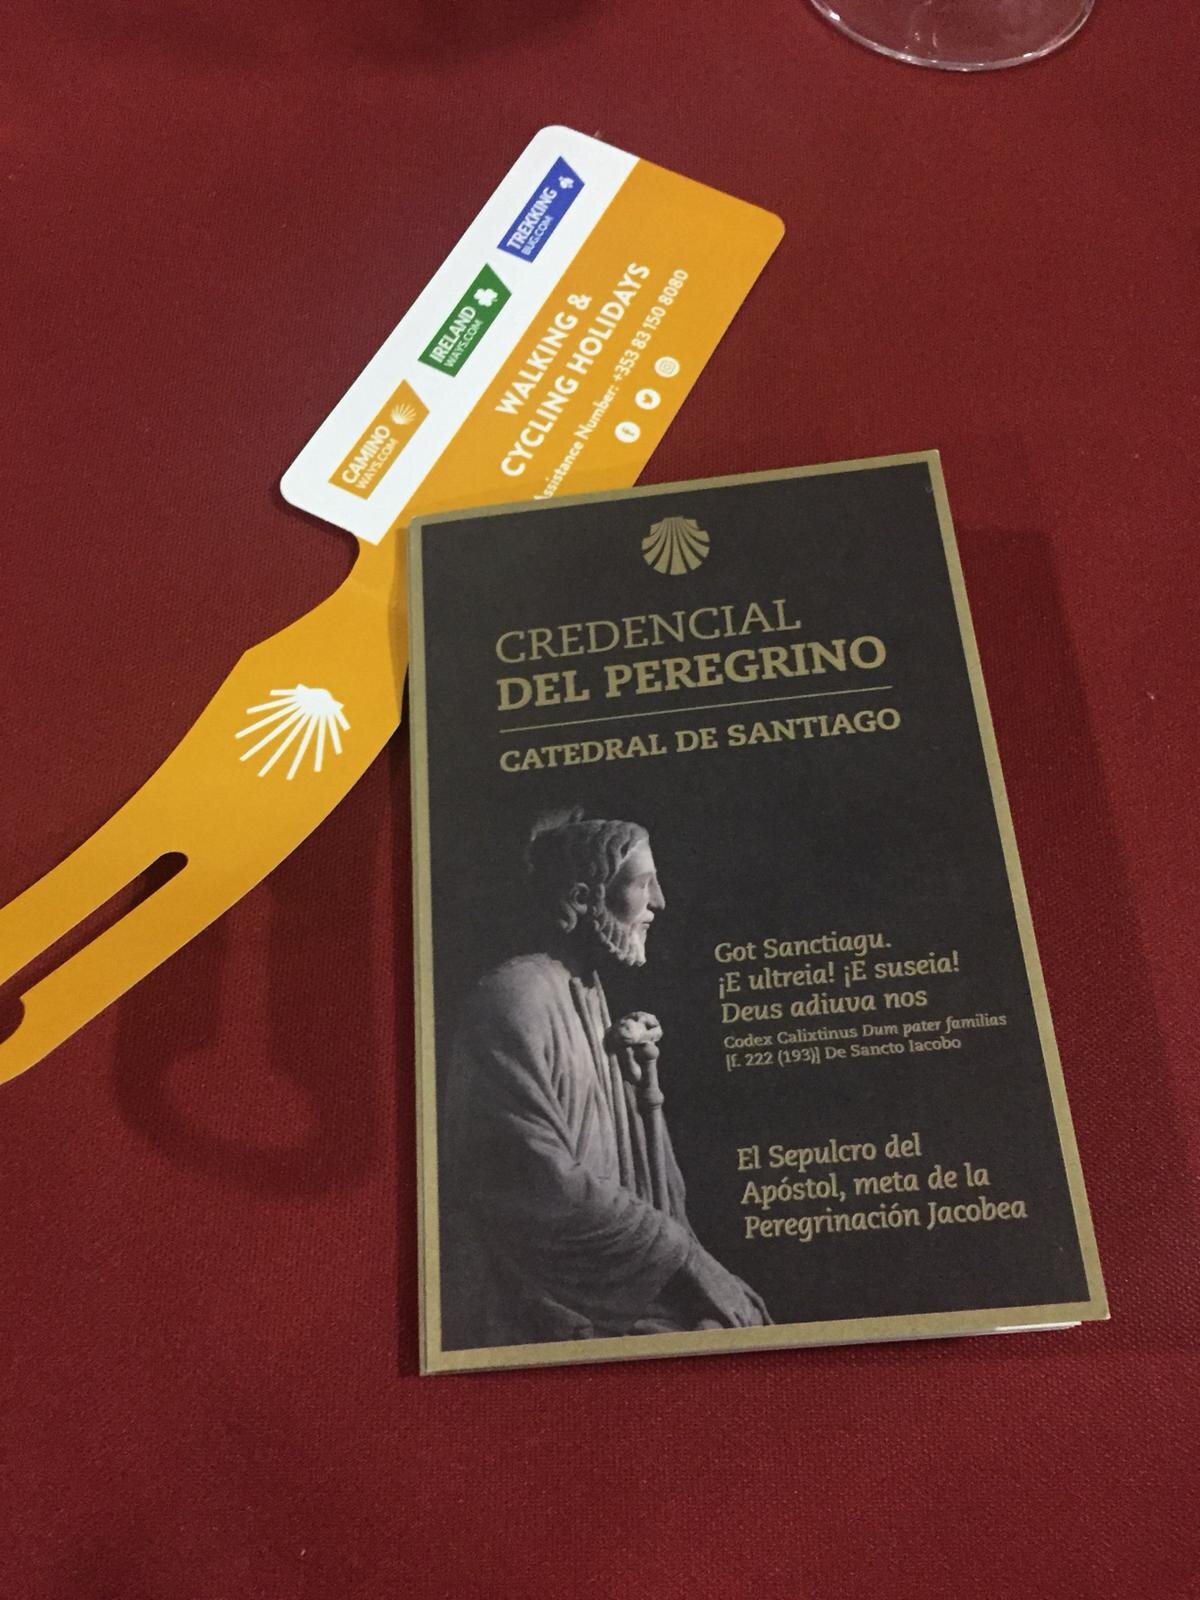 TREKKING
BUG.COM
IRELAND
WAYS.COM
CAMINO
WAYS.COM
WALKING &
CYCLING HOLIDAYS
Assistance Number: +353 83 150 8080
CREDENCIAL
DEL PEREGRINO
CATEDRAL DE SANTIAGO
Got Sanctiagu.
¡E ultreia! ¡E suseia!
Deus adiuva nos
Codex Calixtinus Dum pater familias
[f. 222 (193)] De Sancto Iacobo
El Sepulcro del
Apóstol, meta de la
Peregrinación Jacobea